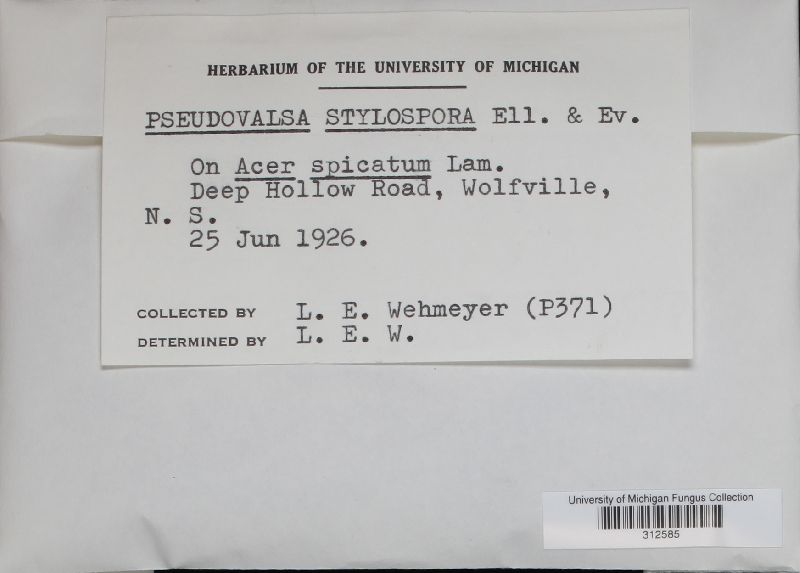 HERBARIUM OF THE UNIVERSITY OF MICHIGAN
PSEUDOVALSA STYLOSPORA Ell. & Ev.
On Acer spicatum Lam.
Deep Hollow Road, Wolfville,
N. S.
25 Jun 1926.
COLLECTED BY L. E. Wehmeyer (P371)
DETERMINED BY L. E. W.
University of Michigan Fungus Collection
312585